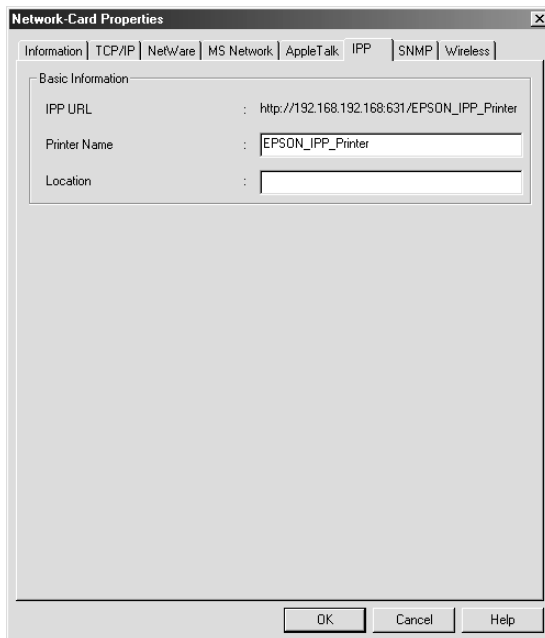 Network-Card Properties
Information TCP/IP NetWare MS Network AppleTalk IPP SNMP Wireless
Basic Information
IPP URL : http://192.168.192.168:631/EPSON_IPP_Printer
Printer Name : EPSON_IPP_Printer
Location :
OK Cancel Help